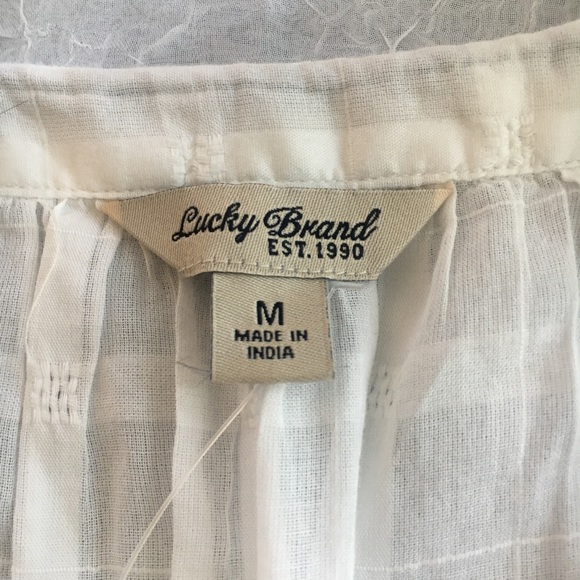 Lucky Brand
EST. 1990
M
MADE IN
INDIA